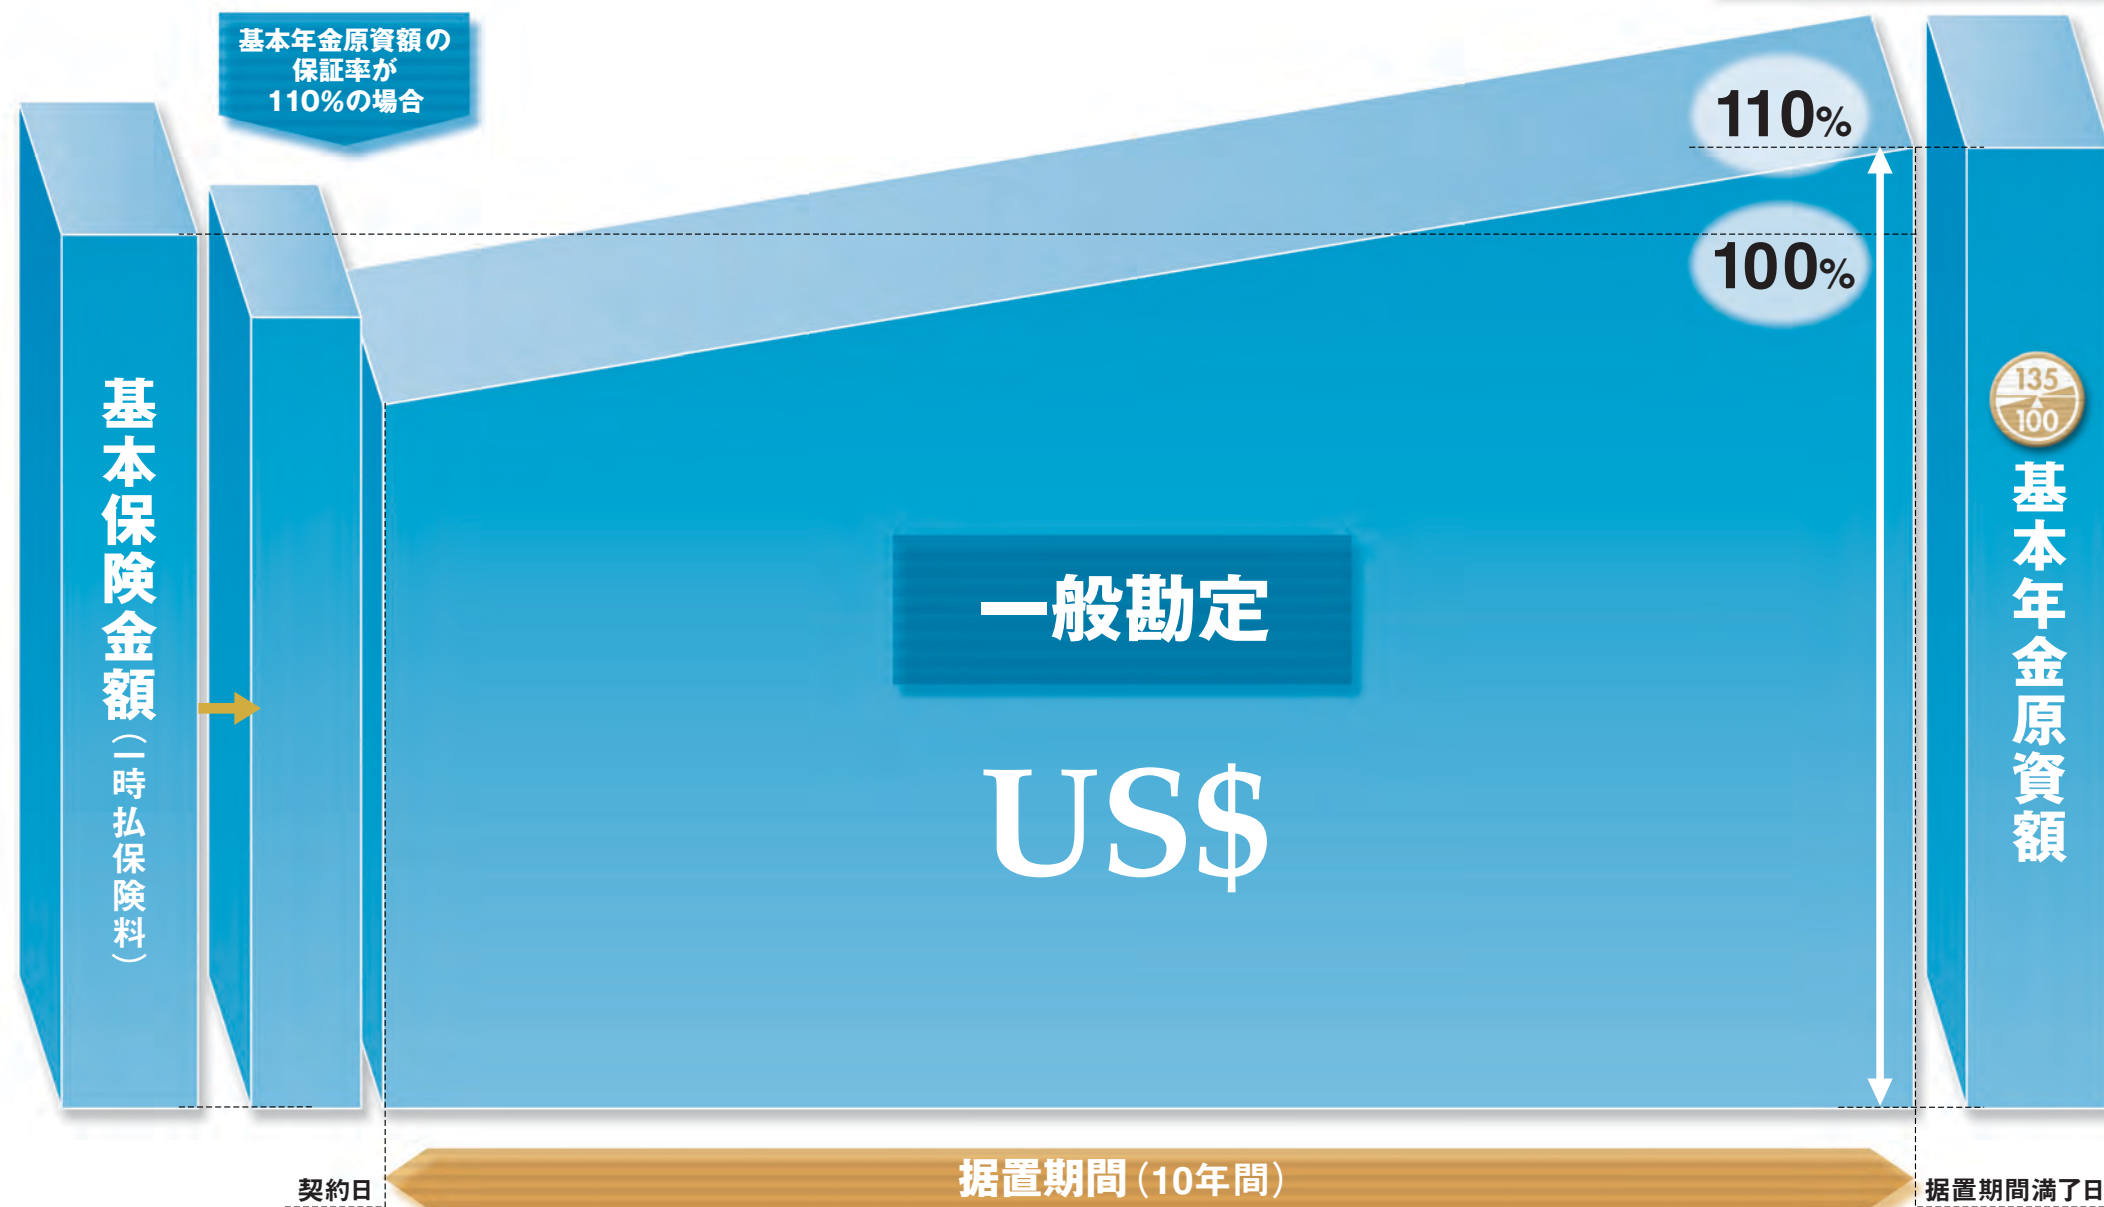 基本年金原資額の
保証率が
110%の場合
110%
100%
基本保険金額(一時払保険料)
一般勘定
US$
135
100
基本年金原資額
契約日
据置期間(10年間)
据置期間満了日